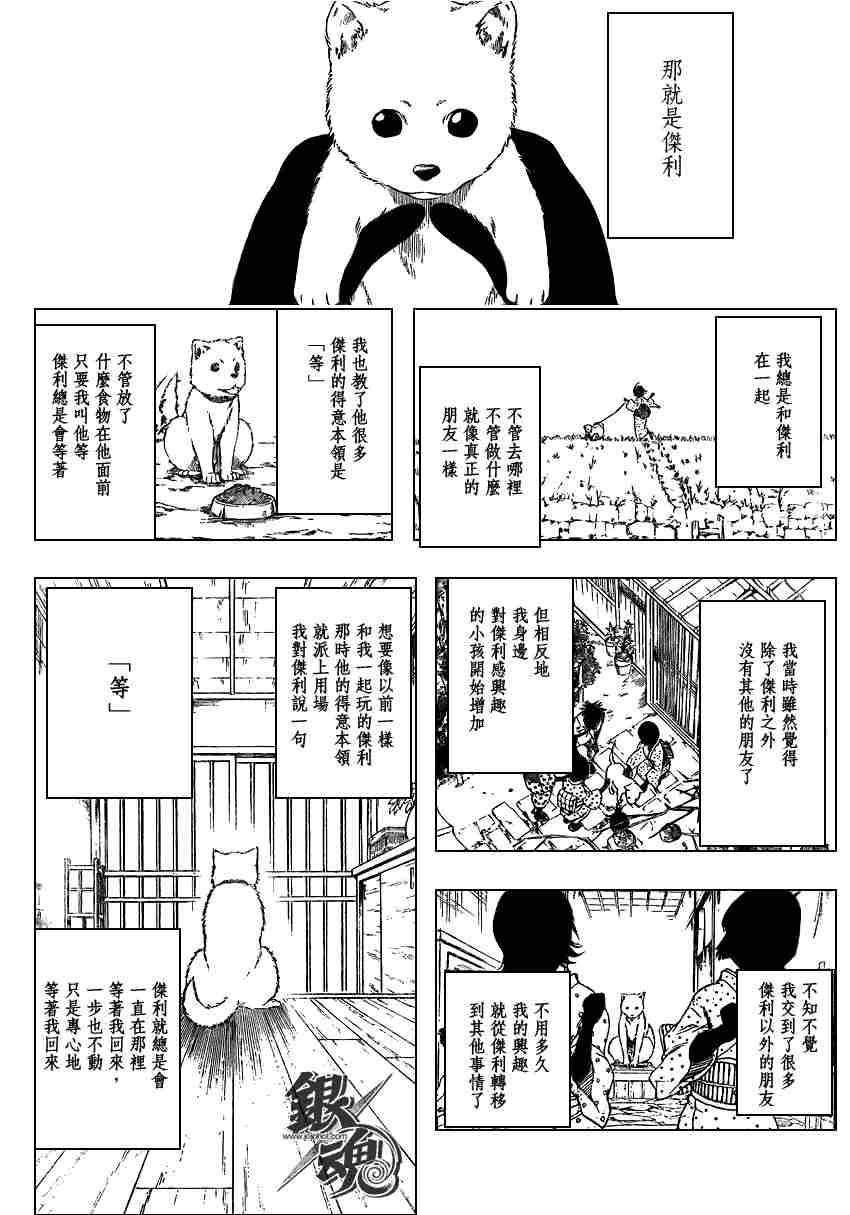 那就是傑利
我總是和傑利
在一起
不管去哪裡
不管做什麼
就像真正的
朋友一樣
我也教了他很多
傑利的得意本領是
「等」
不管放了
什麼食物在他面前
只要我叫他等
傑利總是會等著
我當時雖然覺得
除了傑利之外
沒有其他的朋友了
但相反地
我身邊
對傑利感興趣
的小孩開始增加
不知不覺
我交到了很多
傑利以外的朋友
不用多久
我的興趣
就從傑利轉移
到其他事情了
想要像以前一樣
和我一起玩的傑利
那時他的得意本領
就派上用場
我對傑利說一句
「等」
傑利就總是會
一直在那裡
等著我回來，
一步也不動
只是專心地
等著我回來
銀魂
www.jojohot.com